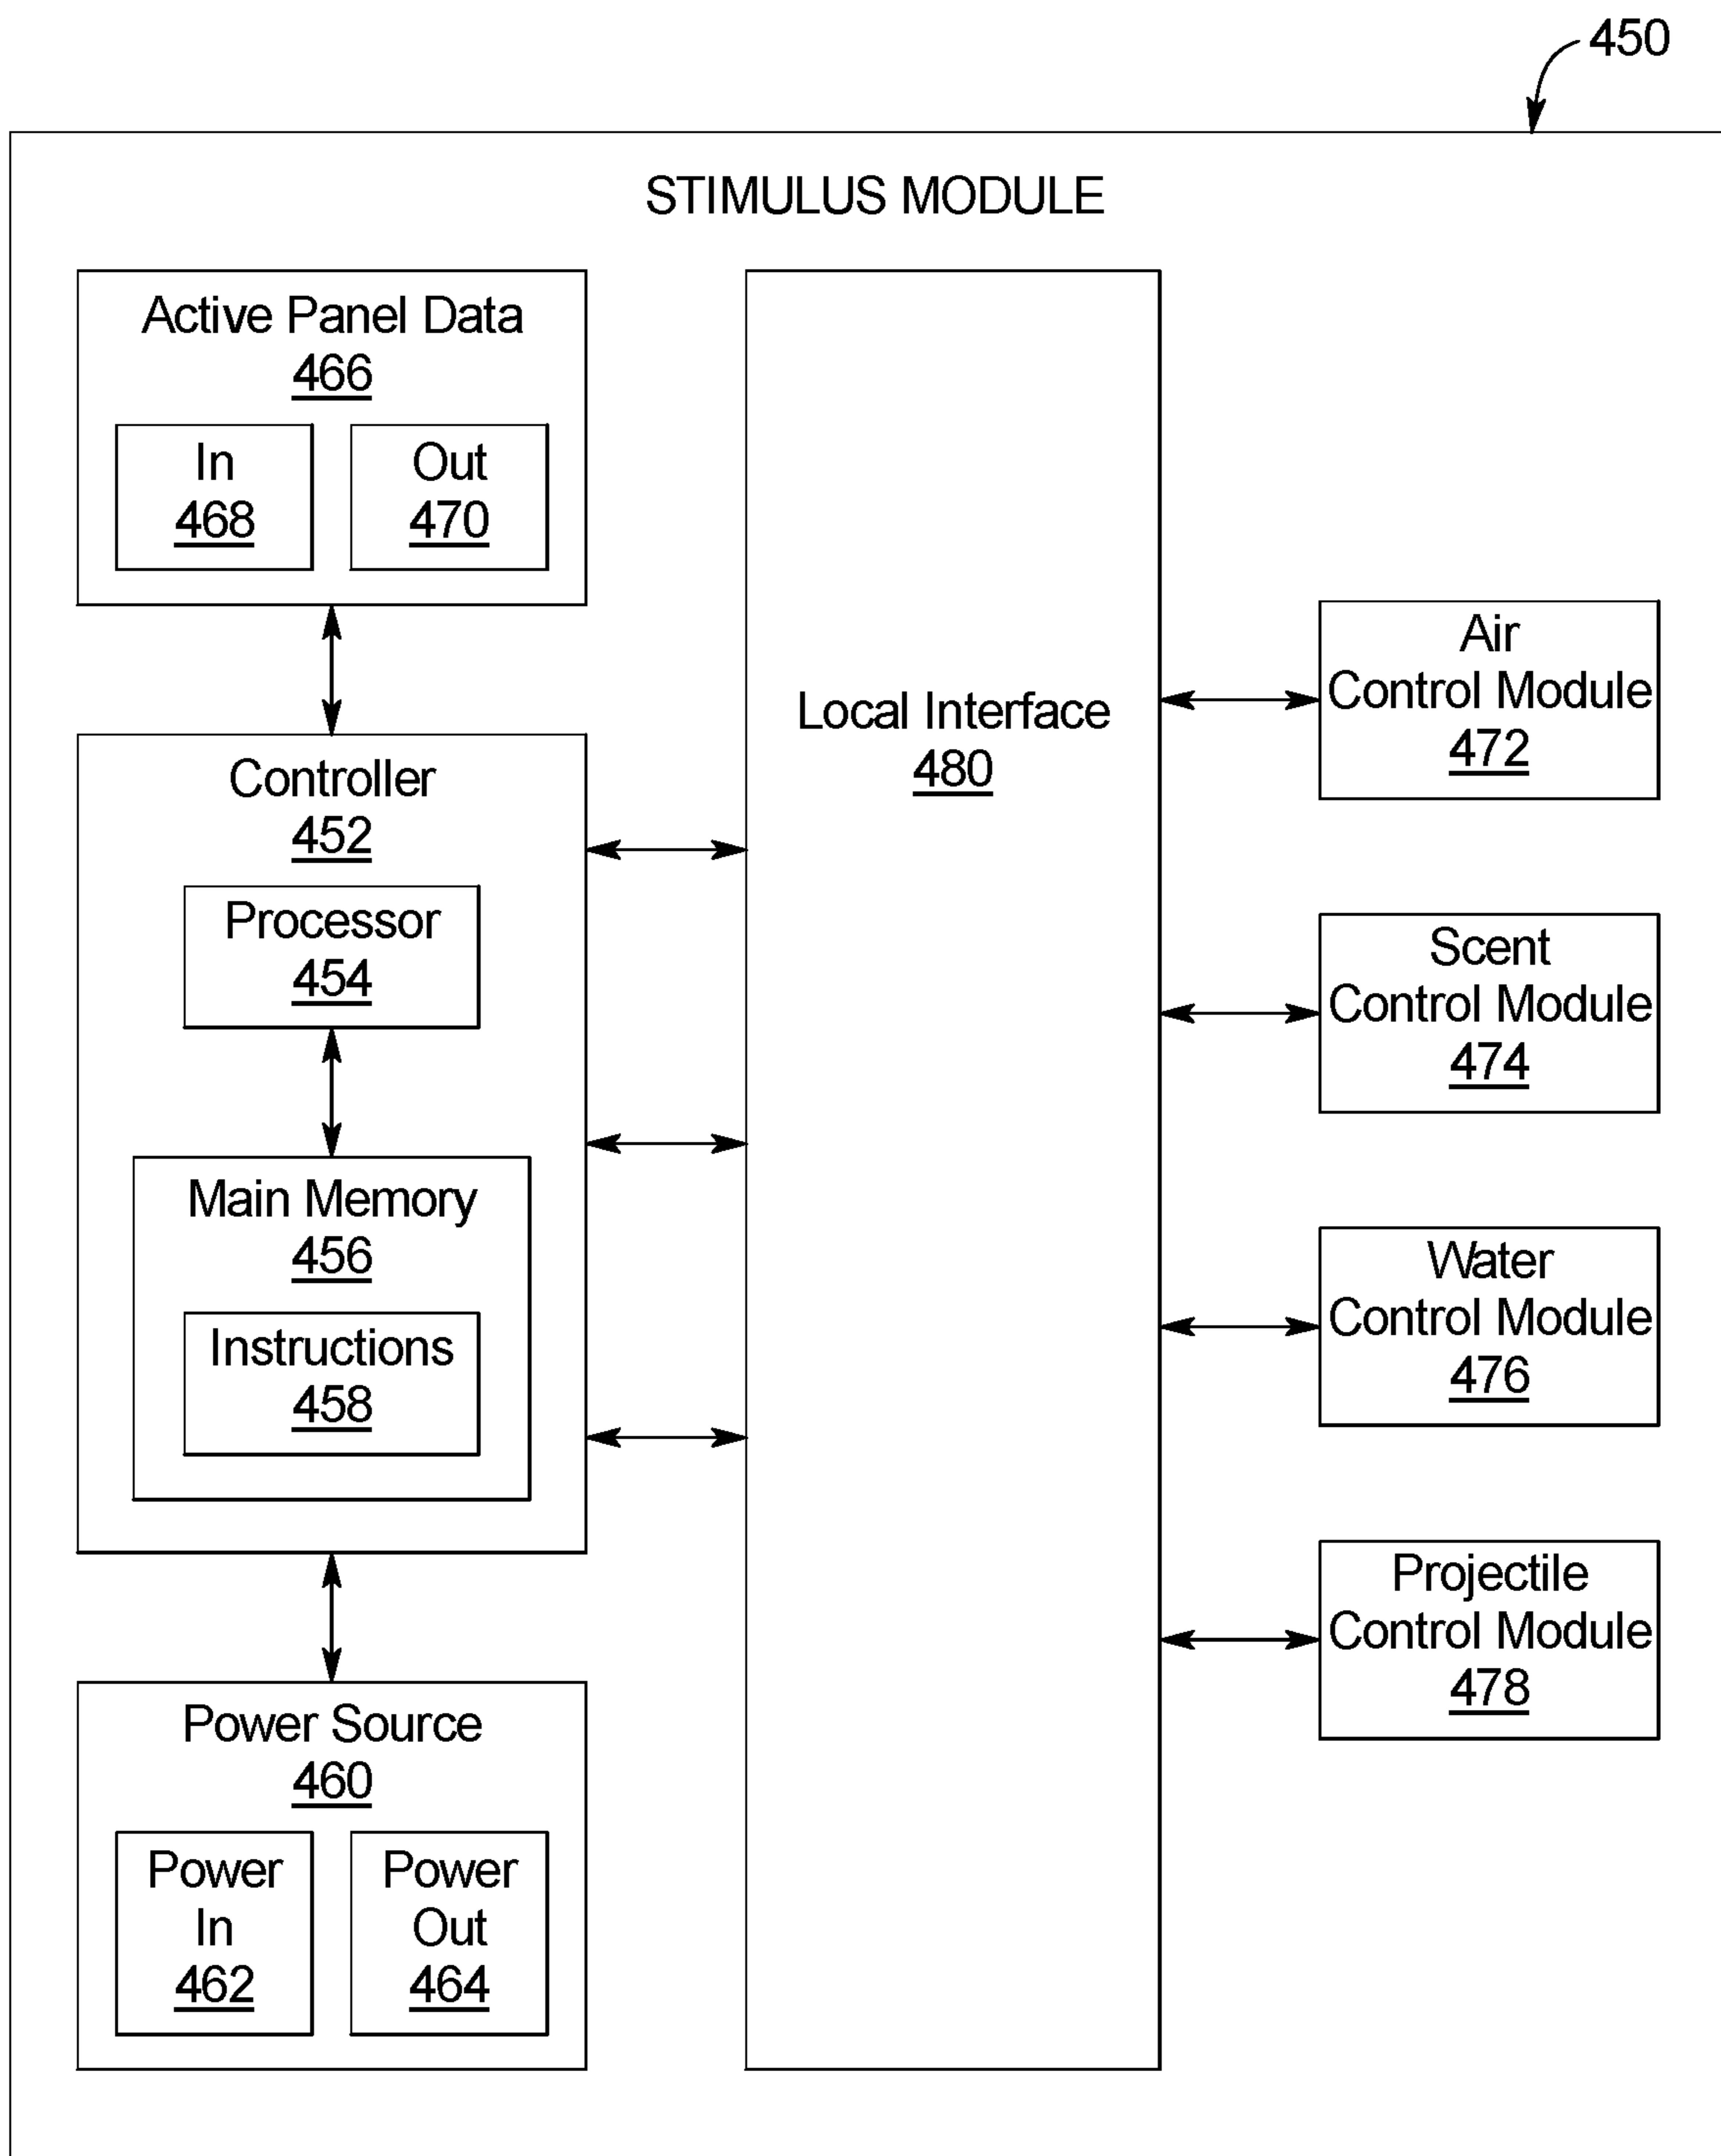 450
STIMULUS MODULE
Active Panel Data
466
In
468
Out
470
Controller
452
Processor
454
Main Memory
456
Instructions
458
Power Source
460
Power
In
462
Power
Out
464
Local Interface
480
Air
Control Module
472
Scent
Control Module
474
Water
Control Module
476
Projectile
Control Module
478